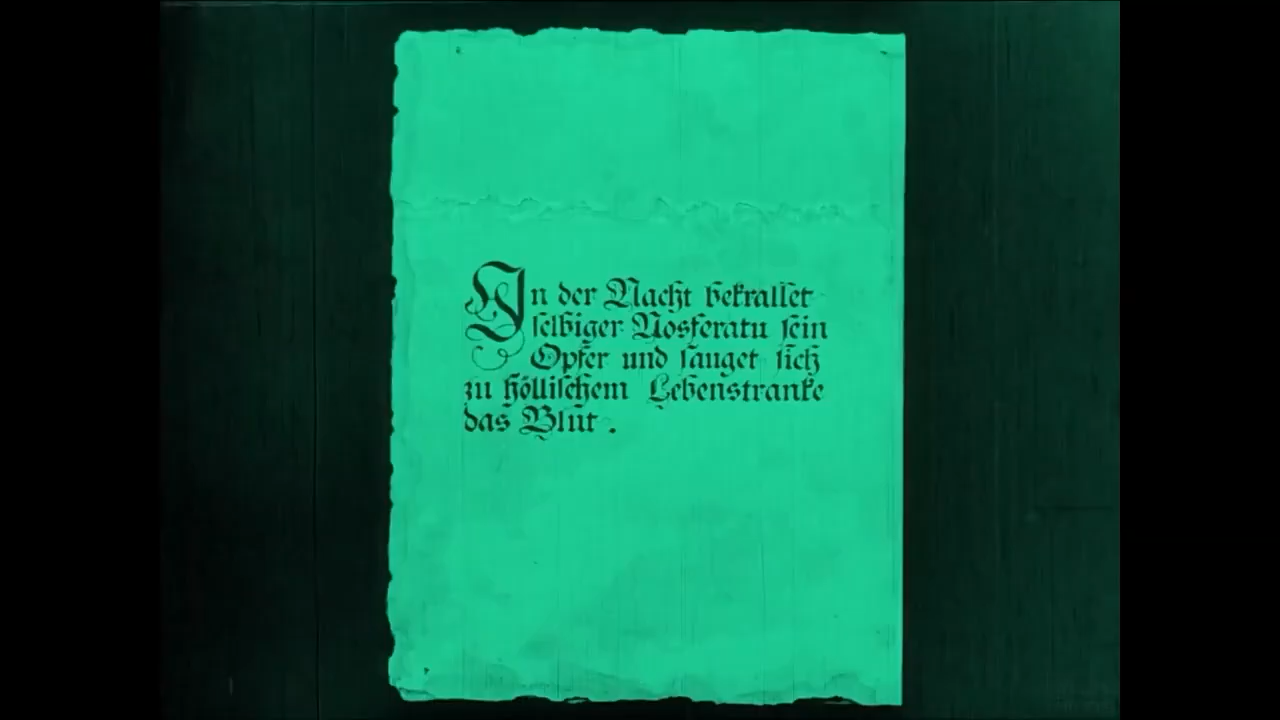 In der Nacht bekrallet
selbiger Nosferatu sein
Opfer und sauget sich
zu höllischem Lebenstranke
das Blut.